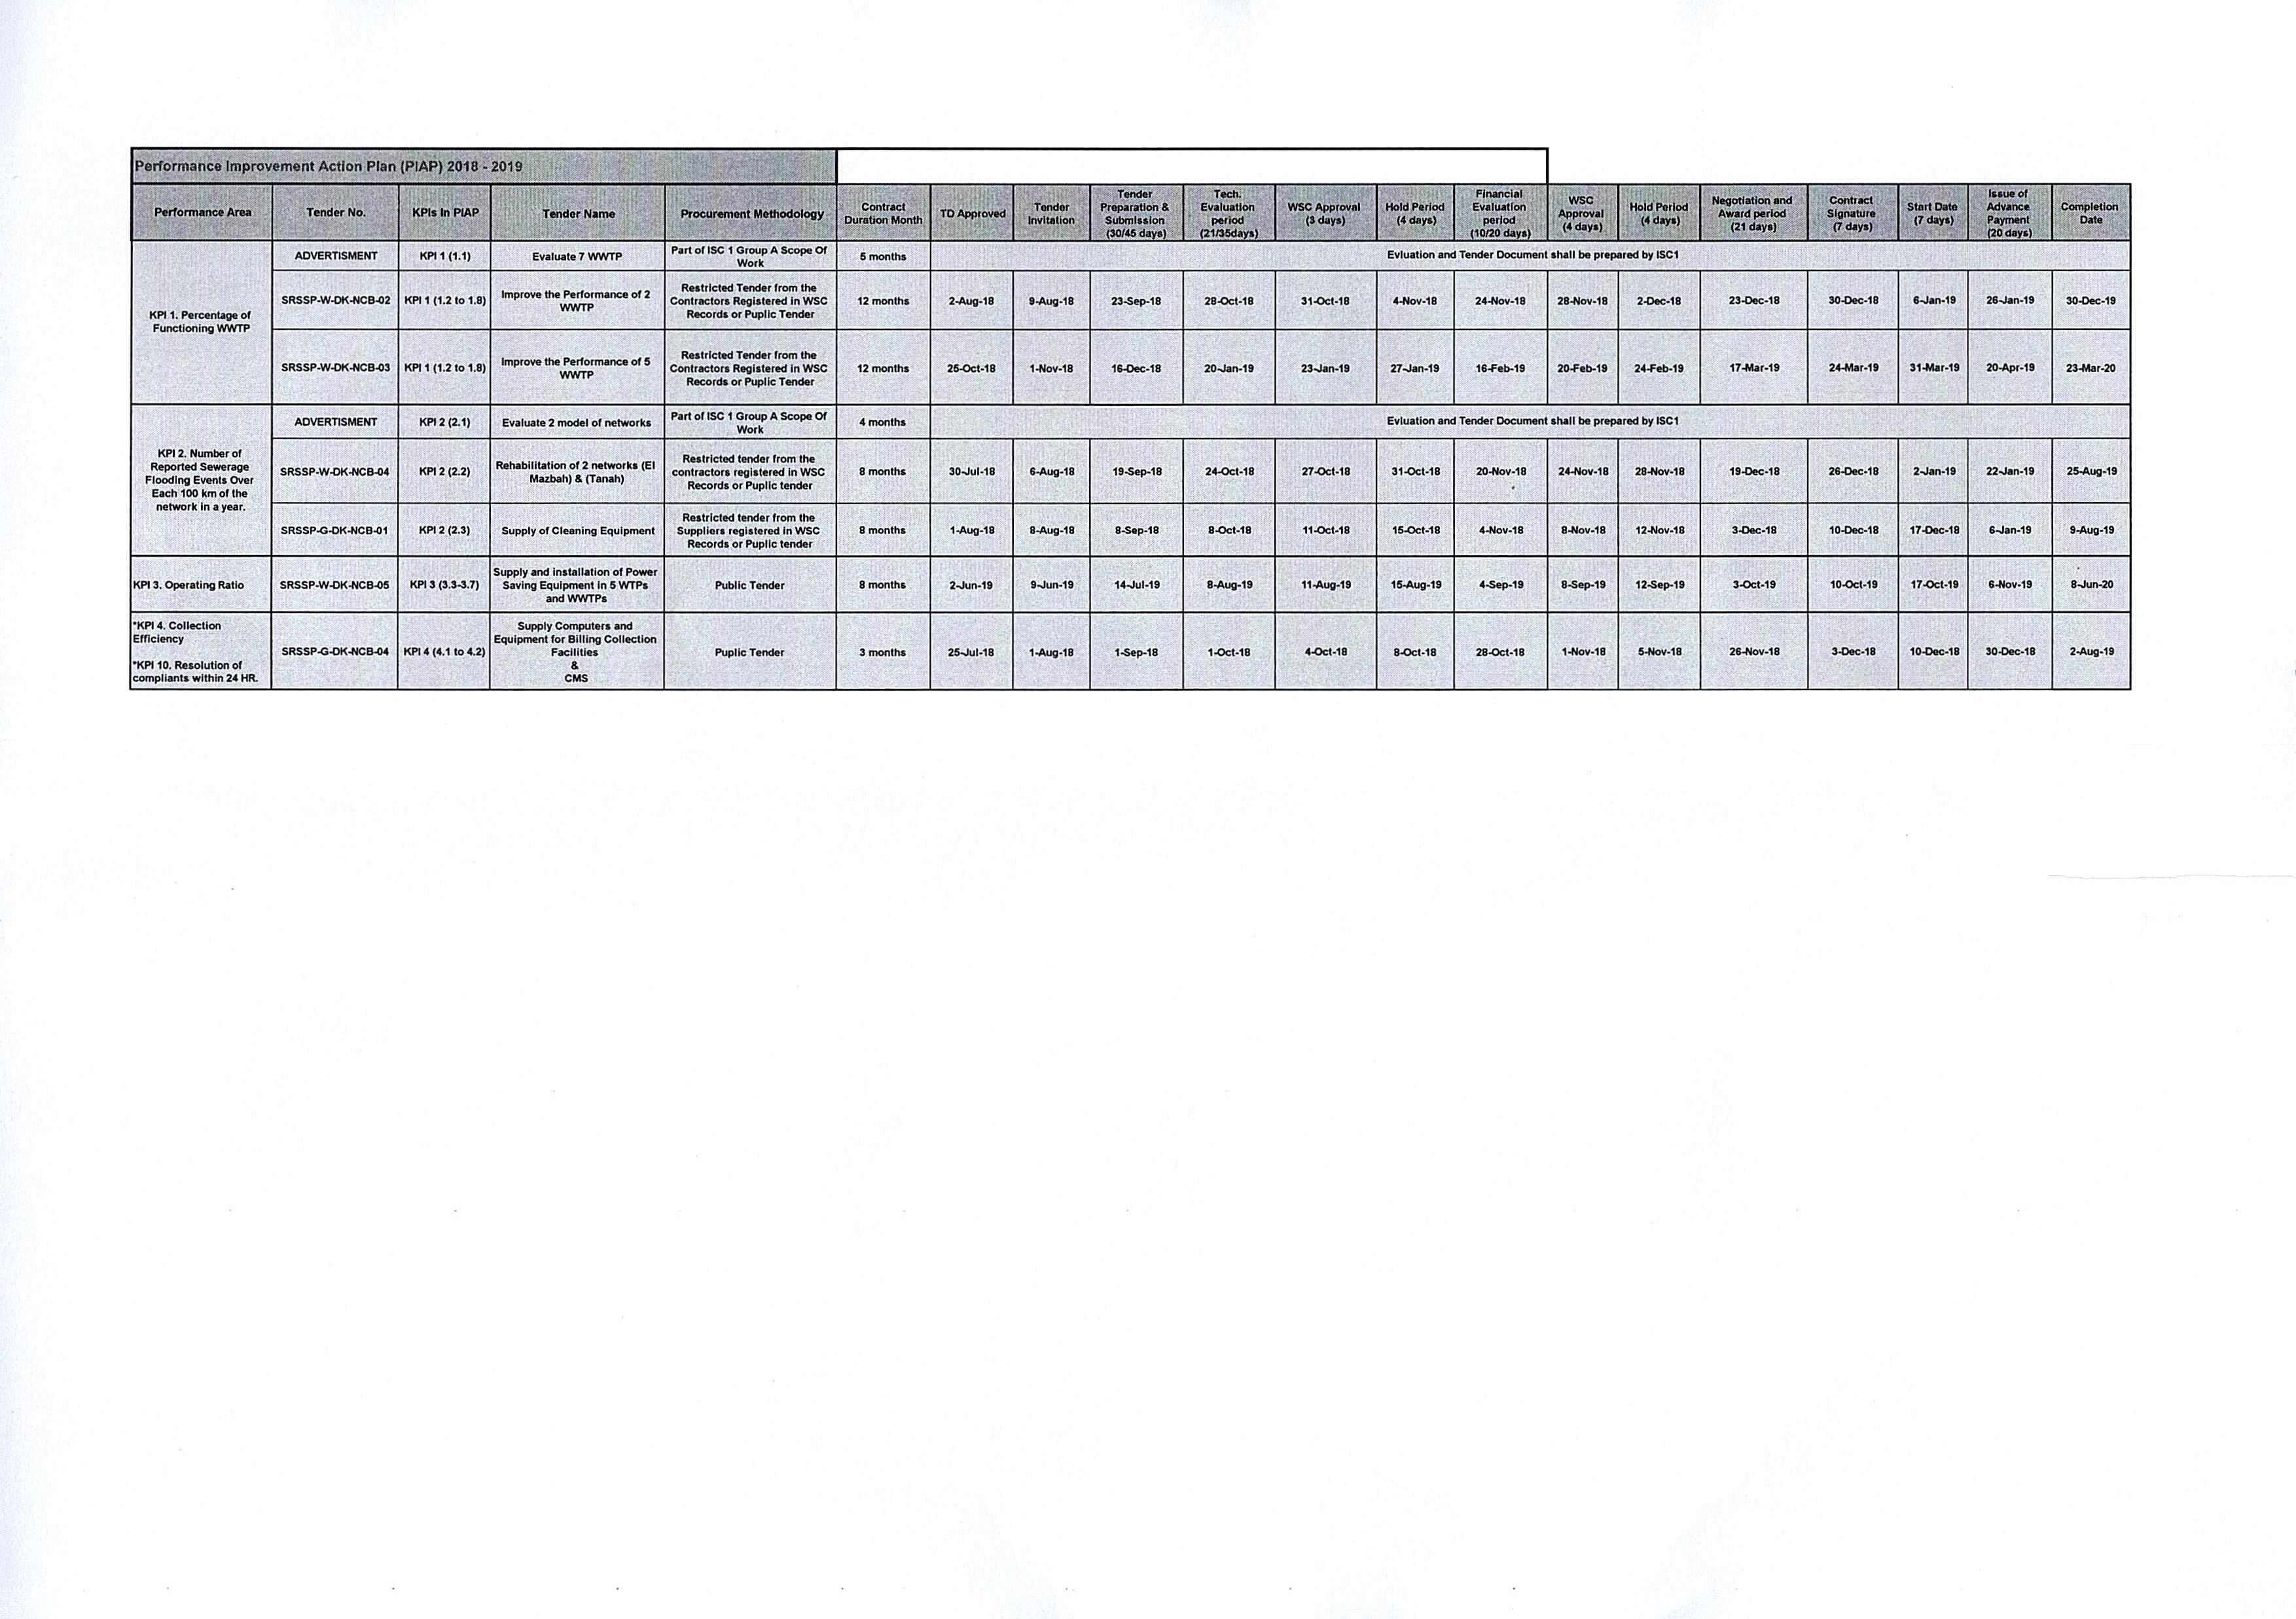 Performance Improvement Action Plan (PIAP) 2018 - 2019
Performance Area
Tender No.
KPIs In PIAP
Tender Name
Procurement Methodology
Contract
Duration Month
TD Approved
Tender
Invitation
Tender
Preparation &
Submission
(30/45 days)
Tech.
Evaluation
period
(21/35days)
WSC Approval
(3 days)
Hold Period
(4 days)
Financial
Evaluation
period
(10/20 days)
WSC
Approval
(4 days)
Hold Period
(4 days)
Negotiation and
Award period
(21 days)
Contract
Signature
(7 days)
Start Date
(7 days)
Issue of
Advance
Payment
(20 days)
Completion
Date
KPI 1. Percentage of
Functioning WWTP
ADVERTISMENT
KPI 1 (1.1)
Evaluate 7 WWTP
Part of ISC 1 Group A Scope Of
Work
5 months
Evluation and Tender Document shall be prepared by ISC1
SRSSP-W-DK-NCB-02
KPI 1 (1.2 to 1.8)
Improve the Performance of 2
WWTP
Restricted Tender from the
Contractors Registered in WSC
Records or Puplic Tender
12 months
2-Aug-18
9-Aug-18
23-Sep-18
28-Oct-18
31-Oct-18
4-Nov-18
24-Nov-18
28-Nov-18
2-Dec-18
23-Dec-18
30-Dec-18
6-Jan-19
26-Jan-19
30-Dec-19
SRSSP-W-DK-NCB-03
KPI 1 (1.2 to 1.8)
Improve the Performance of 5
WWTP
Restricted Tender from the
Contractors Registered in WSC
Records or Puplic Tender
12 months
25-Oct-18
1-Nov-18
16-Dec-18
20-Jan-19
23-Jan-19
27-Jan-19
16-Feb-19
20-Feb-19
24-Feb-19
17-Mar-19
24-Mar-19
31-Mar-19
20-Apr-19
23-Mar-20
KPI 2. Number of
Reported Sewerage
Flooding Events Over
Each 100 km of the
network in a year.
ADVERTISMENT
KPI 2 (2.1)
Evaluate 2 model of networks
Part of ISC 1 Group A Scope Of
Work
4 months
Evluation and Tender Document shall be prepared by ISC1
SRSSP-W-DK-NCB-04
KPI 2 (2.2)
Rehabilitation of 2 networks (El
Mazbah) & (Tanah)
Restricted tender from the
contractors registered in WSC
Records or Puplic tender
8 months
30-Jul-18
6-Aug-18
19-Sep-18
24-Oct-18
27-Oct-18
31-Oct-18
20-Nov-18
24-Nov-18
28-Nov-18
19-Dec-18
26-Dec-18
2-Jan-19
22-Jan-19
25-Aug-19
SRSSP-G-DK-NCB-01
KPI 2 (2.3)
Supply of Cleaning Equipment
Restricted tender from the
Suppliers registered in WSC
Records or Puplic tender
8 months
1-Aug-18
8-Aug-18
8-Sep-18
8-Oct-18
11-Oct-18
15-Oct-18
4-Nov-18
8-Nov-18
12-Nov-18
3-Dec-18
10-Dec-18
17-Dec-18
6-Jan-19
9-Aug-19
KPI 3. Operating Ratio
SRSSP-W-DK-NCB-05
KPI 3 (3.3-3.7)
Supply and installation of Power
Saving Equipment in 5 WTPs
and WWTPs
Public Tender
8 months
2-Jun-19
9-Jun-19
14-Jul-19
8-Aug-19
11-Aug-19
15-Aug-19
4-Sep-19
8-Sep-19
12-Sep-19
3-Oct-19
10-Oct-19
17-Oct-19
6-Nov-19
8-Jun-20
*KPI 4. Collection
Efficiency
*KPI 10. Resolution of
compliants within 24 HR.
SRSSP-G-DK-NCB-04
KPI 4 (4.1 to 4.2)
Supply Computers and
Equipment for Billing Collection
Facilities
&
CMS
Puplic Tender
3 months
25-Jul-18
1-Aug-18
1-Sep-18
1-Oct-18
4-Oct-18
8-Oct-18
28-Oct-18
1-Nov-18
5-Nov-18
26-Nov-18
3-Dec-18
10-Dec-18
30-Dec-18
2-Aug-19